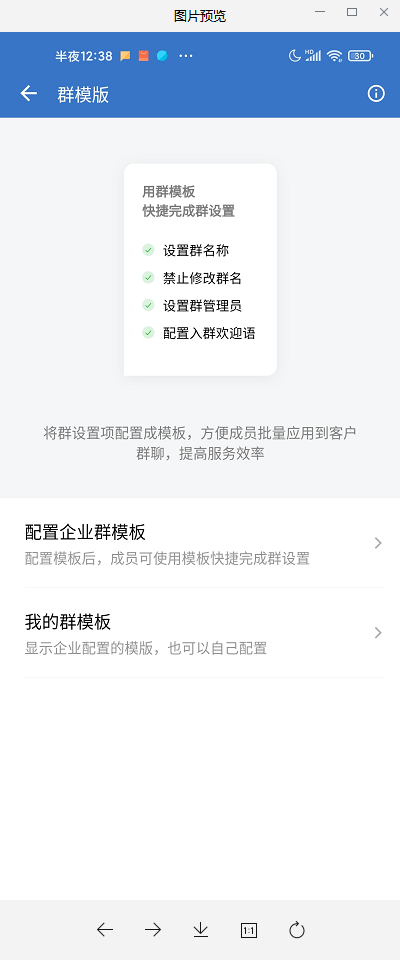 图片预览
半夜12:38
HD
30
群模版
用群模板
快捷完成群设置
设置群名称
禁止修改群名
设置群管理员
配置入群欢迎语
将群设置项配置成模板，方便成员批量应用到客户
群聊，提高服务效率
配置企业群模板
配置模板后，成员可使用模板快捷完成群设置
我的群模板
显示企业配置的模版，也可以自己配置
1:1